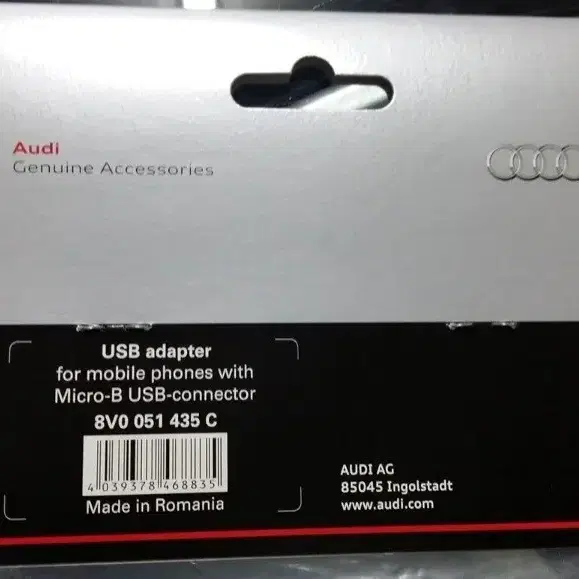 Audi
Genuine Accessories
USB adapter
for mobile phones with
Micro-B USB-connector
8V0 051 435 C
4 039378 468835
Made in Romania
AUDI AG
85045 Ingolstadt
www.audi.com